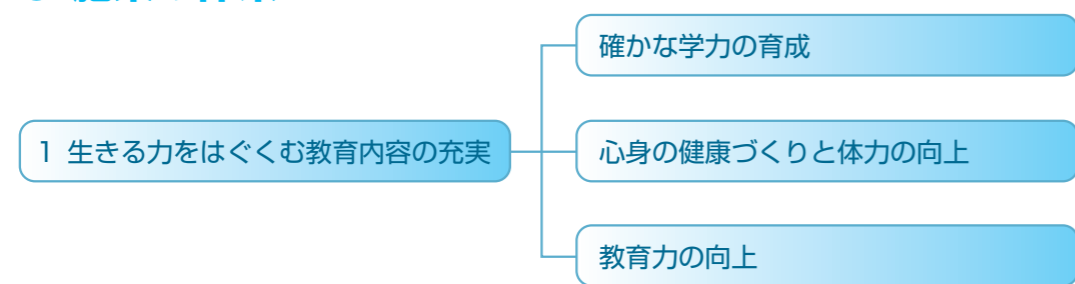 1 生きる力をはぐくむ教育内容の充実
確かな学力の育成
心身の健康づくりと体力の向上
教育力の向上